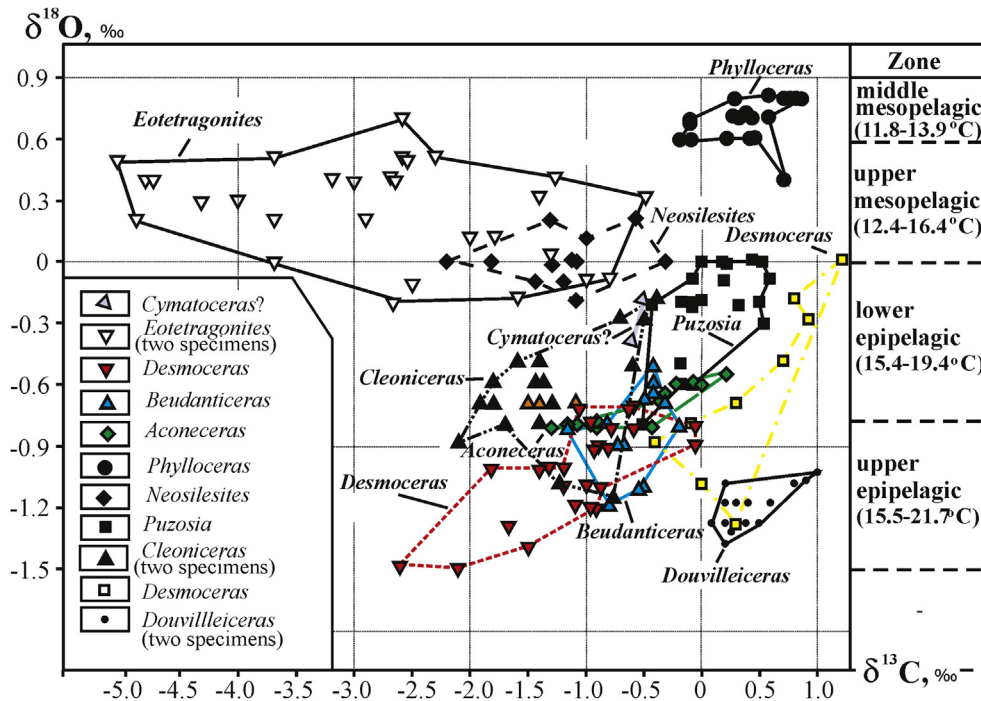 δ¹⁸O, ‰
Zone
0.9
0.6
0.3
0
-0.3
-0.6
-0.9
-1.2
-1.5
Phylloceras
Eotetragonites
Neosilesites
Desmoceras
Puzosia
Cymatoceras?
Cleoniceras
Aconeceras
Desmoceras
Beudanticeras
Douvilleiceras
middle
mesopelagic
(11.8-13.9°C)
upper
mesopelagic
(12.4-16.4°C)
lower
epipelagic
(15.4-19.4°C)
upper
epipelagic
(15.5-21.7°C)
-
Cymatoceras?
Eotetragonites
(two specimens)
Desmoceras
Beudanticeras
Aconeceras
Phylloceras
Neosilesites
Puzosia
Cleoniceras
(two specimens)
Desmoceras
Douvillleiceras
(two specimens)
-5.0 -4.5 -4.0 -3.5 -3.0 -2.5 -2.0 -1.5 -1.0 -0.5 0 0.5 1.0
δ¹³C, ‰